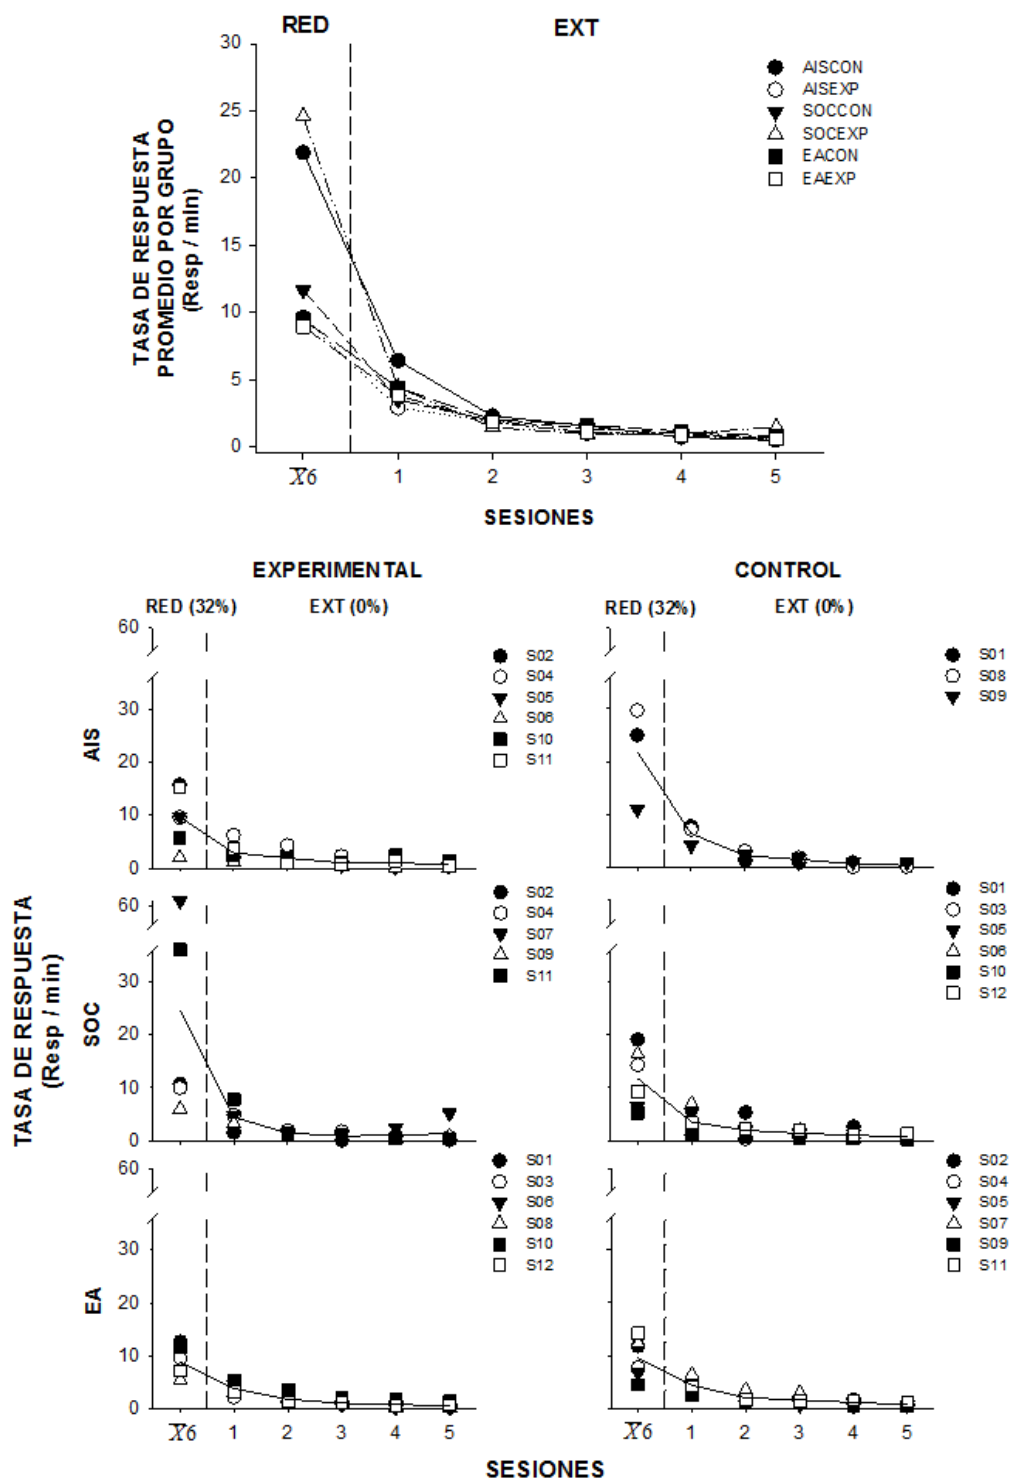 RED EXT
30
25
20
15
10
5
0
AISCON
AISEXP
SOCCON
SOCEXP
EACON
EAEXP
TASA DE RESPUESTA
PROMEDIO POR GRUPO
(Resp / min)
X̅6 1 2 3 4 5
SESIONES
EXPERIMENTAL CONTROL
RED (32%) EXT (0%) RED (32%) EXT (0%)
TASA DE RESPUESTA
(Resp / min)
AIS
60
30
20
10
0
S02
S04
S05
S06
S10
S11
S01
S08
S09
SOC
60
30
20
10
0
S02
S04
S07
S09
S11
S01
S03
S05
S06
S10
S12
EA
60
30
20
10
0
S01
S03
S06
S08
S10
S12
S02
S04
S05
S07
S09
S11
X̅6 1 2 3 4 5 X̅6 1 2 3 4 5
SESIONES